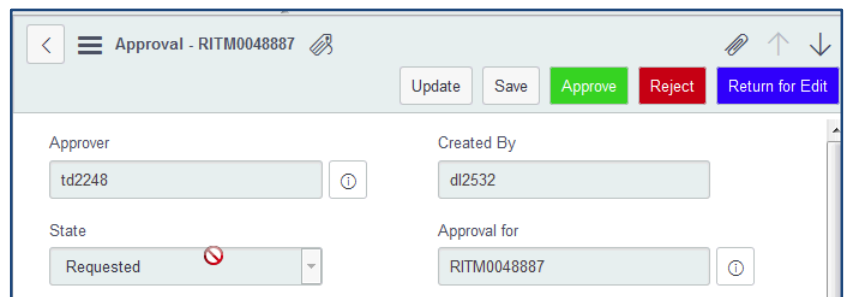 Approval - RITM0048887
Update Save Approve Reject Return for Edit
Approver Created By
td2248 dl2532
State Approval for
Requested RITM0048887